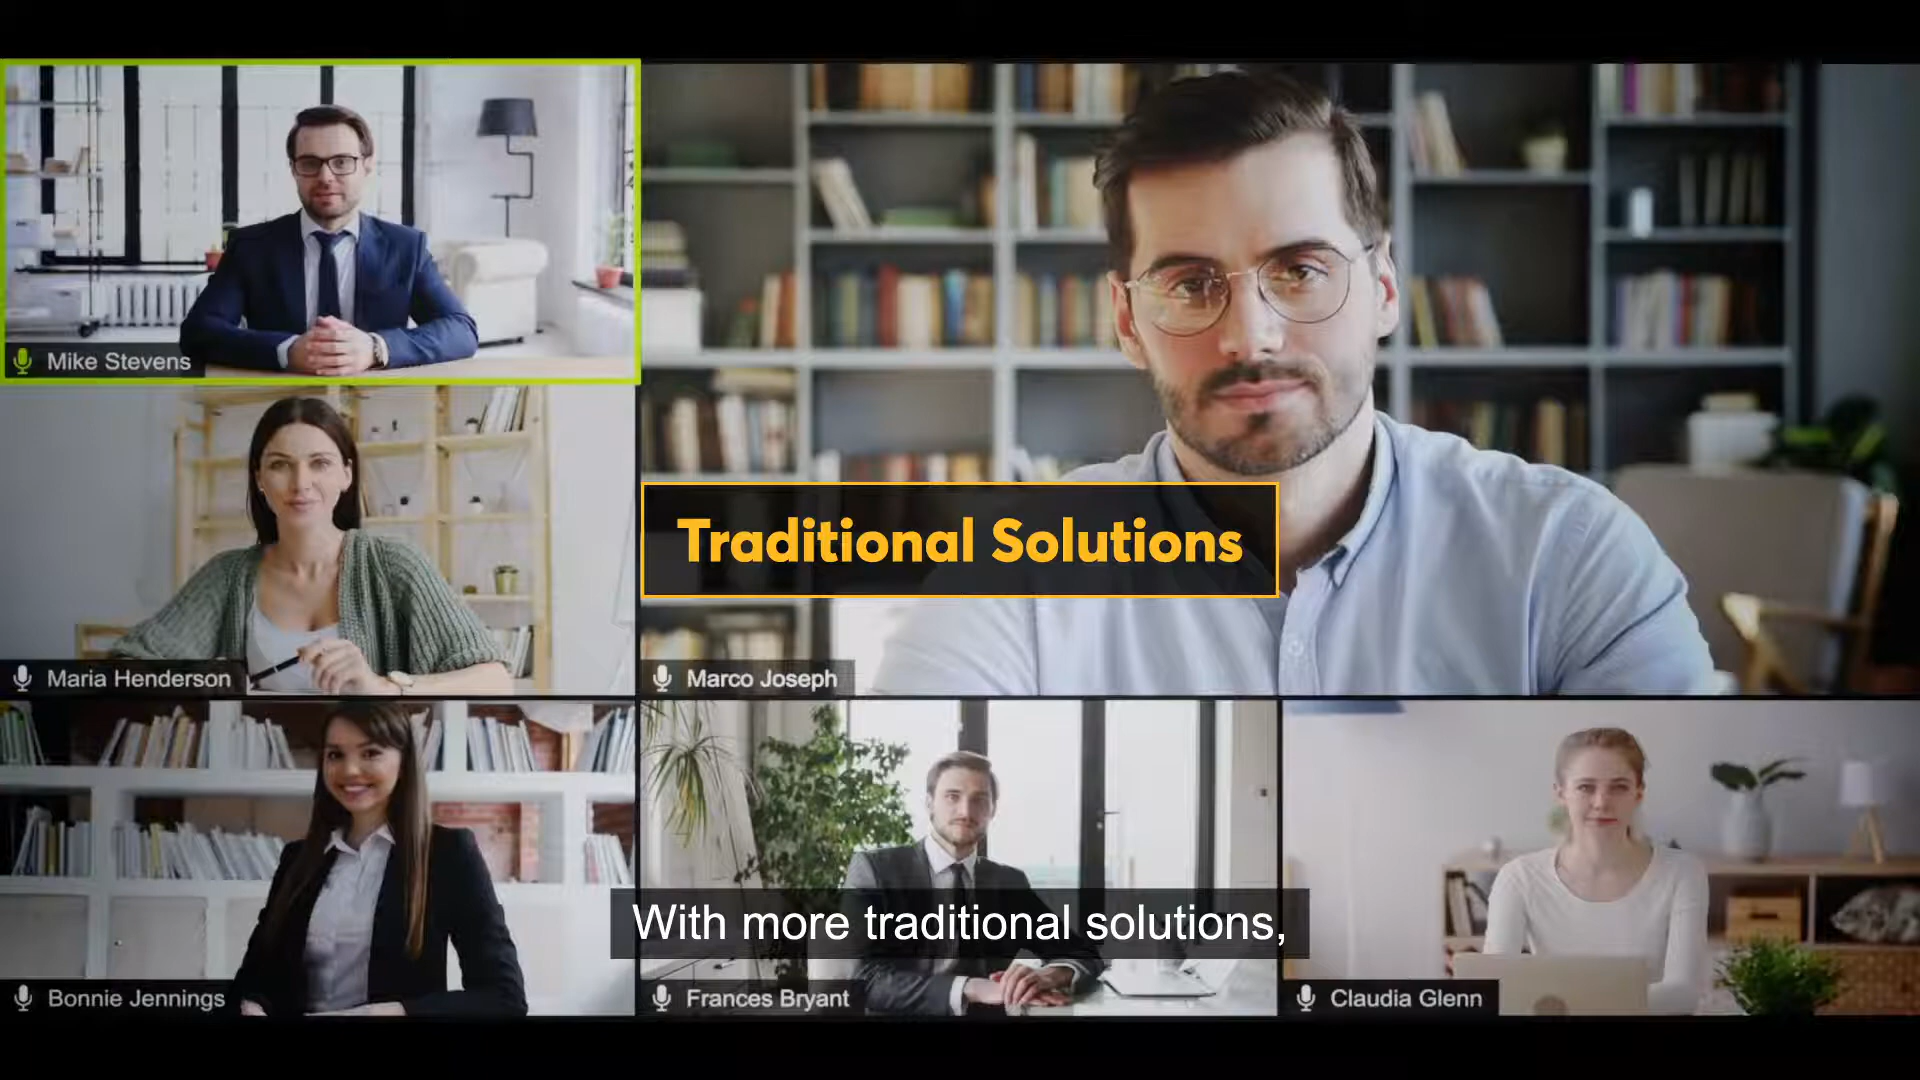 Mike Stevens
Maria Henderson
Marco Joseph
Traditional Solutions
With more traditional solutions,
Bonnie Jennings
Frances Bryant
Claudia Glenn